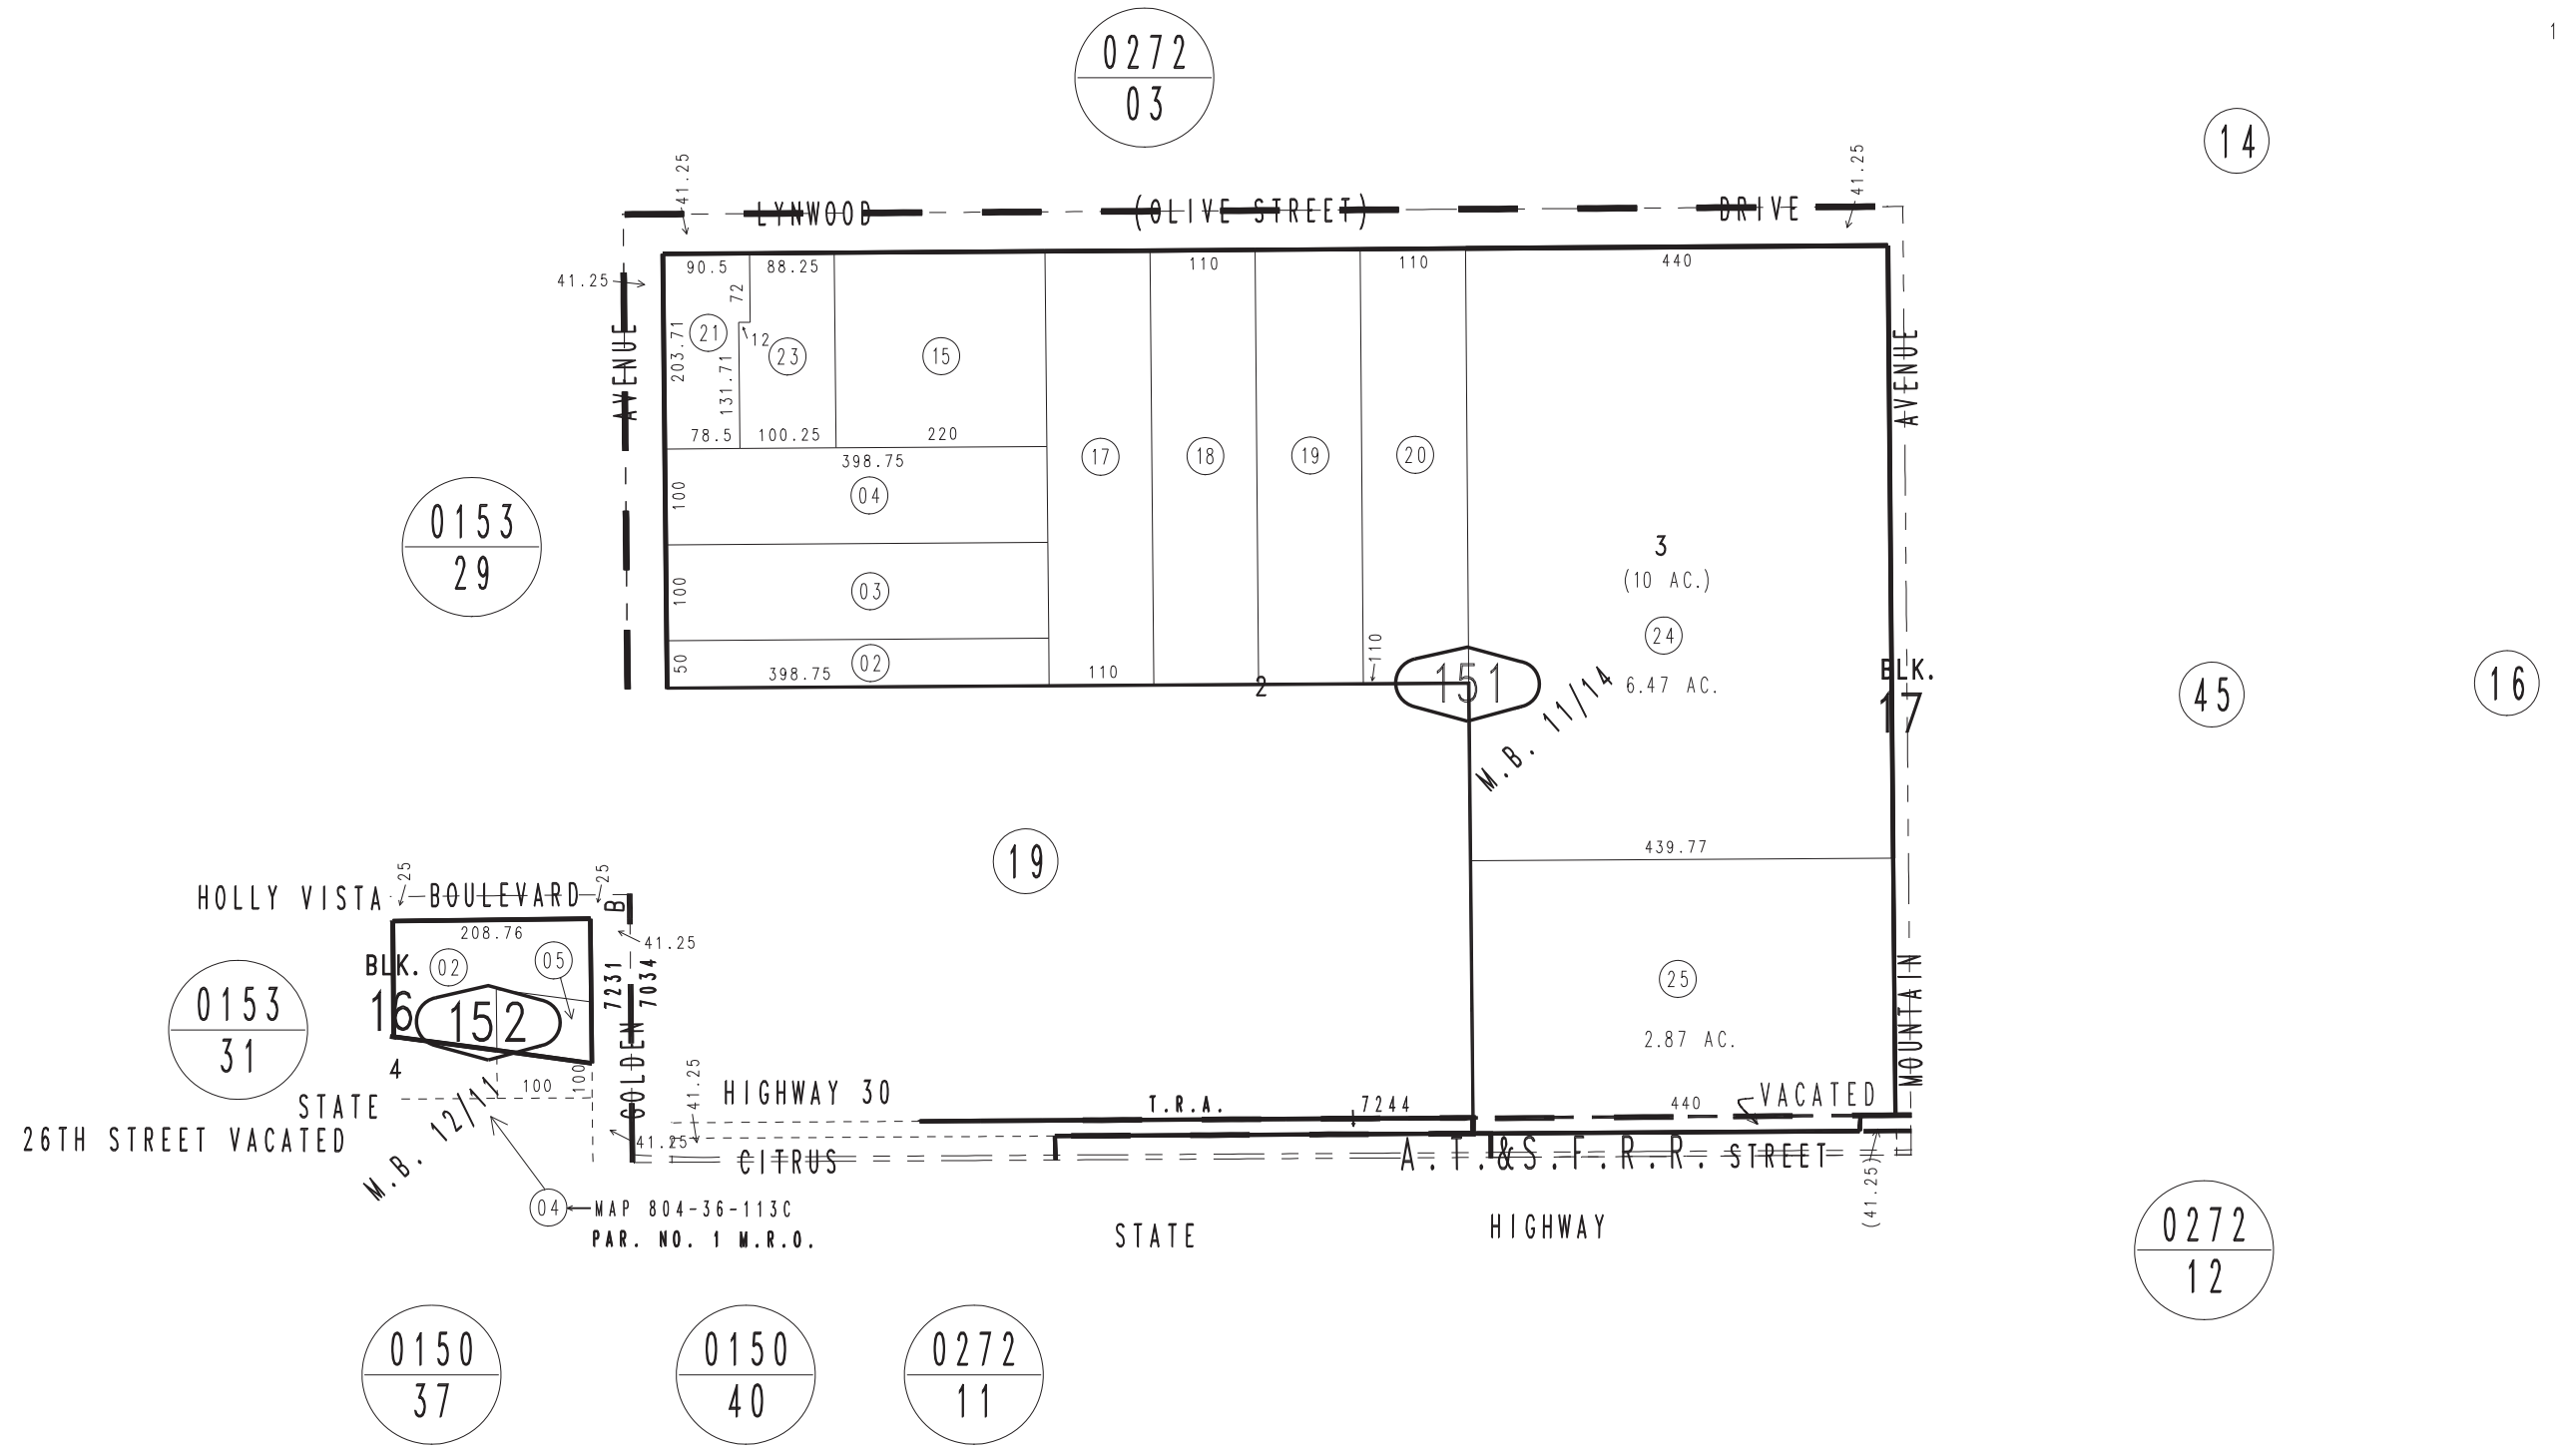 1
0272
03
14
41.25
41.25
LYNWOOD (OLIVE STREET) DRIVE
90.5 88.25 110 110 440
41.25
72
21
12
23
15
203.71
131.71
AVENUE
AVENUE
78.5 100.25 220
398.75
17 18 19 20
100
04
0153
29
3
(10 AC.)
100
03
24
50
02
398.75
110
110
2
151
6.47 AC.
M.B. 11/14
BLK.
17
45
16
439.77
19
25
25
HOLLY VISTA BOULEVARD
B
208.76
41.25
BLK.
02
05
7231
7034
16
152
0153
31
25
2.87 AC.
4
100
100
GOLDEN
41.25
MOUNTAIN
STATE
HIGHWAY 30
T.R.A. 7244
440
VACATED
26TH STREET VACATED
M.B. 12/11
41.25
CITRUS
A.T.&S.F.R.R. STREET
(41.25)
04
MAP 804-36-113C
PAR. NO. 1 M.R.O.
STATE HIGHWAY
0272
12
0150
37
0150
40
0272
11